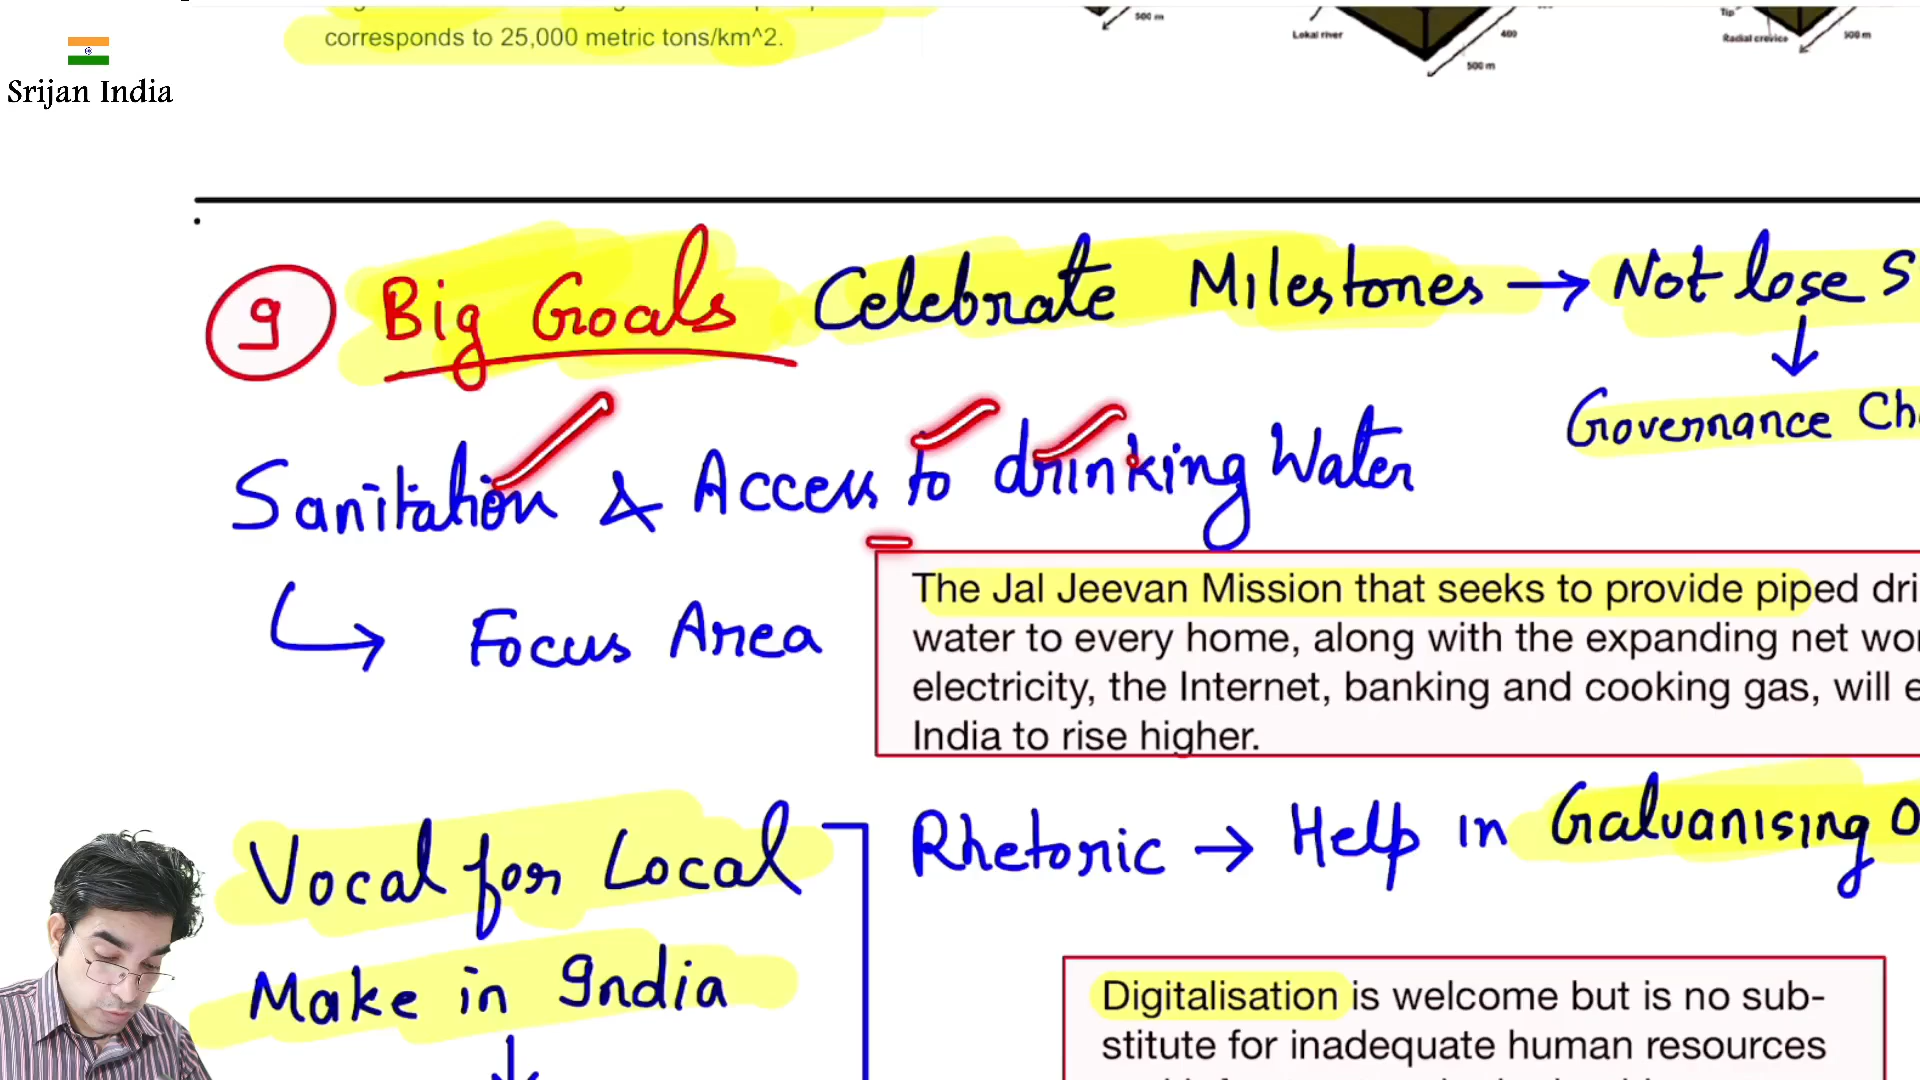 corresponds to 25,000 metric tons/km^2.
500 m
Lokal river
400
500 m
Tip
Radial crevice
500 m
Srijan India
9 Big Goals Celebrate Milestones → Not lose S
Governance Ch
Sanitation & Access to drinking Water
Focus Area
The Jal Jeevan Mission that seeks to provide piped dri
water to every home, along with the expanding net wor
electricity, the Internet, banking and cooking gas, will e
India to rise higher.
Vocal for Local
Rhetoric → Help in Galvanising O
Make in India
Digitalisation is welcome but is no sub-
stitute for inadequate human resources